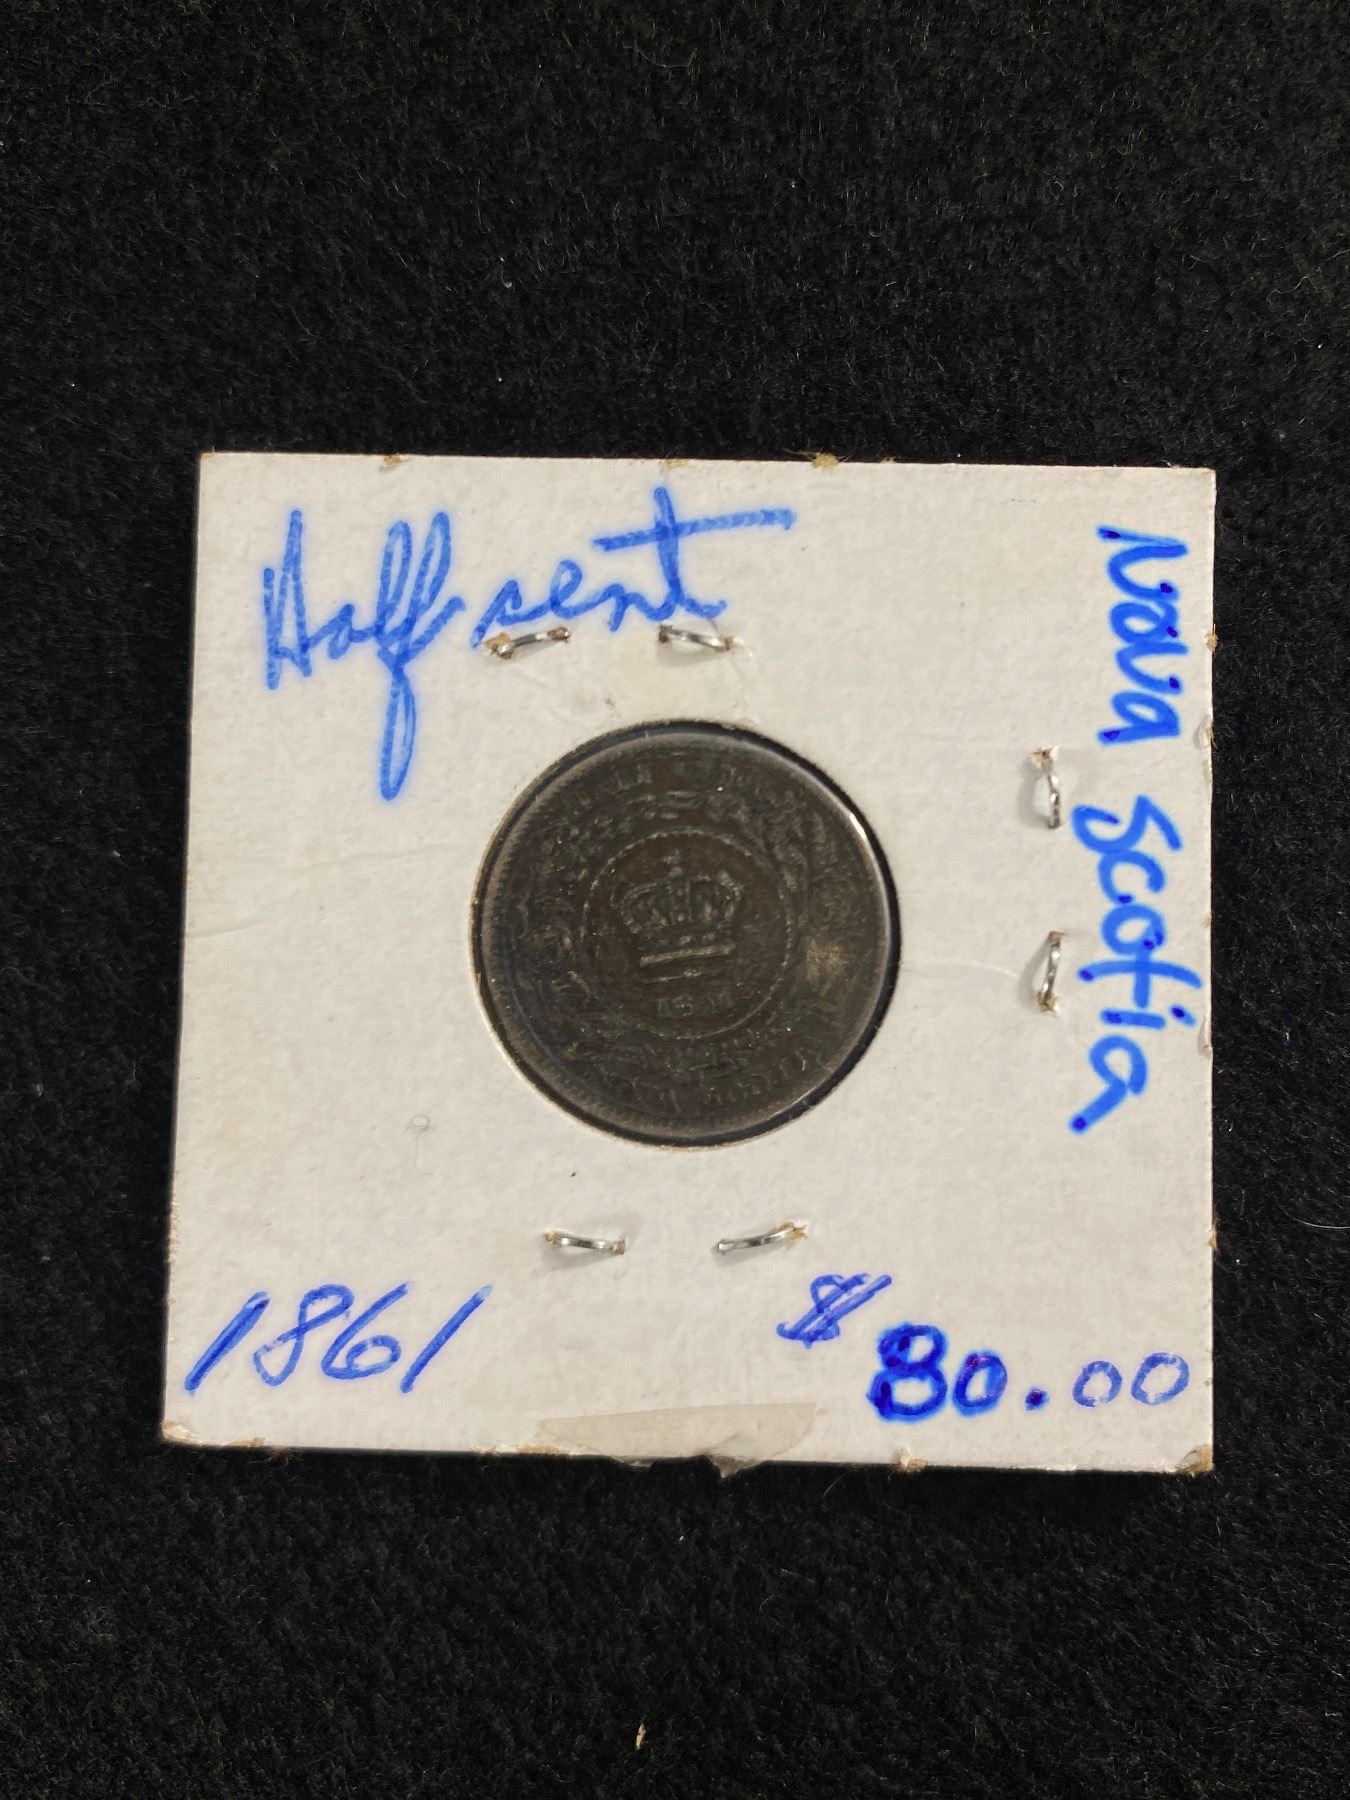 Half cent
Nova Scotia.
1861
$80.00